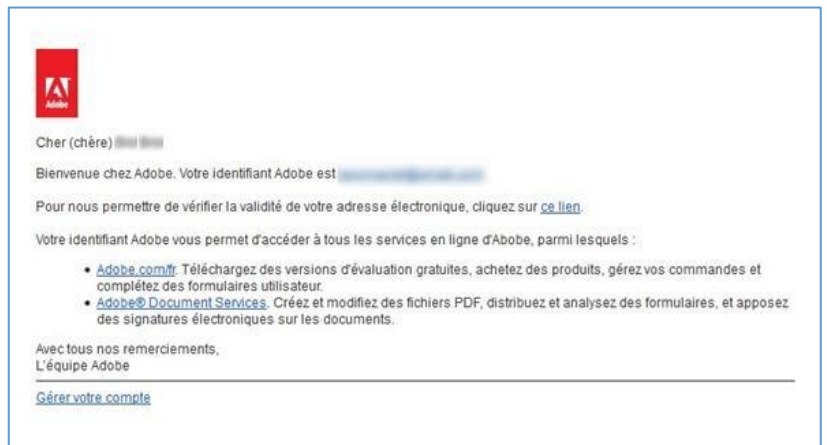 Adobe
Cher (chère)
Bienvenue chez Adobe. Votre identifiant Adobe est
Pour nous permettre de vérifier la validité de votre adresse électronique, cliquez sur ce lien.
Votre identifiant Adobe vous permet d'accéder à tous les services en ligne d'Abobe, parmi lesquels :
• Adobe.com/fr. Téléchargez des versions d'évaluation gratuites, achetez des produits, gérez vos commandes et
complétez des formulaires utilisateur.
• Adobe® Document Services. Créez et modifiez des fichiers PDF, distribuez et analysez des formulaires, et apposez
des signatures électroniques sur les documents.
Avec tous nos remerciements,
L'équipe Adobe
Gérer votre compte